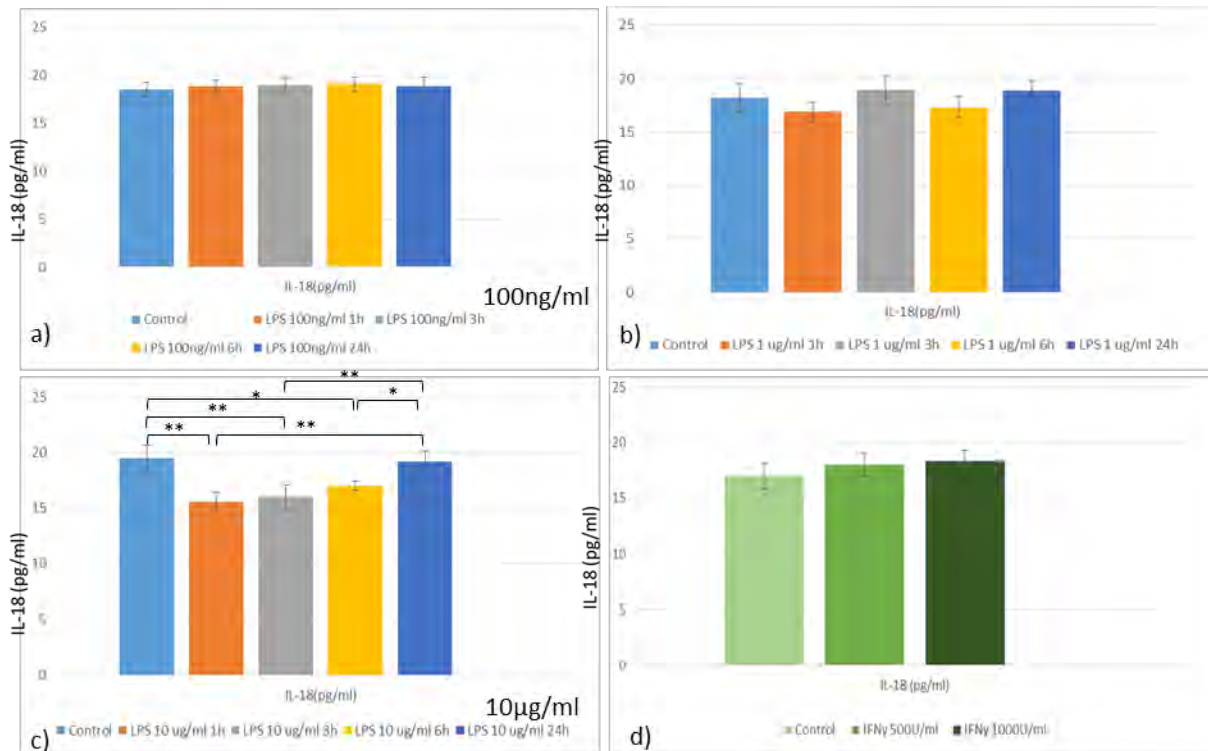 25
20
15
10
5
0
IL-18 (pg/ml)
IL-18(pg/ml)
100ng/ml
Control LPS 100ng/ml 1h LPS 100ng/ml 3h
LPS 100ng/ml 6h LPS 100ng/ml 24h
a)
25
20
15
10
5
0
IL-18 (pg/ml)
IL-18(pg/ml)
Control LPS 1 ug/ml 1h LPS 1 ug/ml 3h LPS 1 ug/ml 6h LPS 1 ug/ml 24h
b)
**
* *
**
** **
25
20
15
10
5
0
IL-18 (pg/ml)
IL-18(pg/ml)
10µg/ml
Control LPS 10 ug/ml 1h LPS 10 ug/ml 3h LPS 10 ug/ml 6h LPS 10 ug/ml 24h
c)
25
20
15
10
5
0
IL-18 (pg/ml)
IL-18 (pg/ml)
Control IFNγ 500U/ml IFNγ 1000U/ml
d)